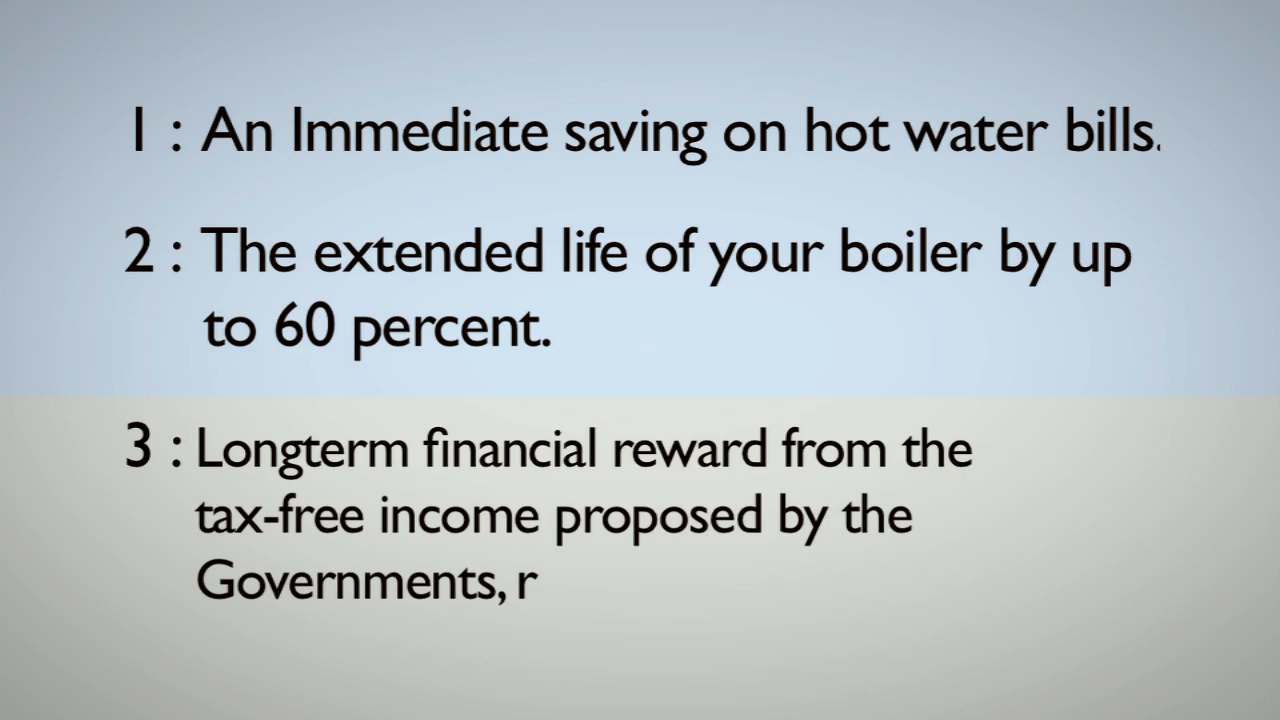 1 : An Immediate saving on hot water bills.
2 : The extended life of your boiler by up
to 60 percent.
3 : Longterm financial reward from the
tax-free income proposed by the
Governments, r